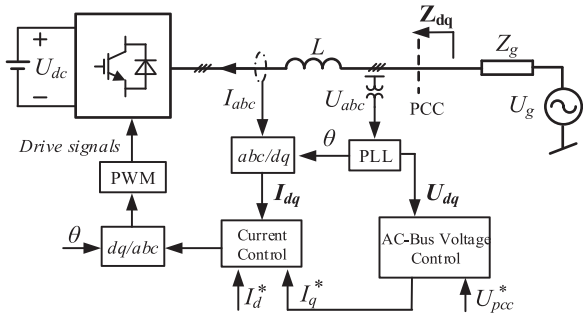 Z_dq
+
U_dc
−
L
Z_g
I_abc
U_abc
PCC
U_g
Drive signals
abc/dq
θ
PLL
PWM
I_dq
U_dq
θ
dq/abc
Current
Control
AC-Bus Voltage
Control
I_d^*
I_q^*
U_pcc^*